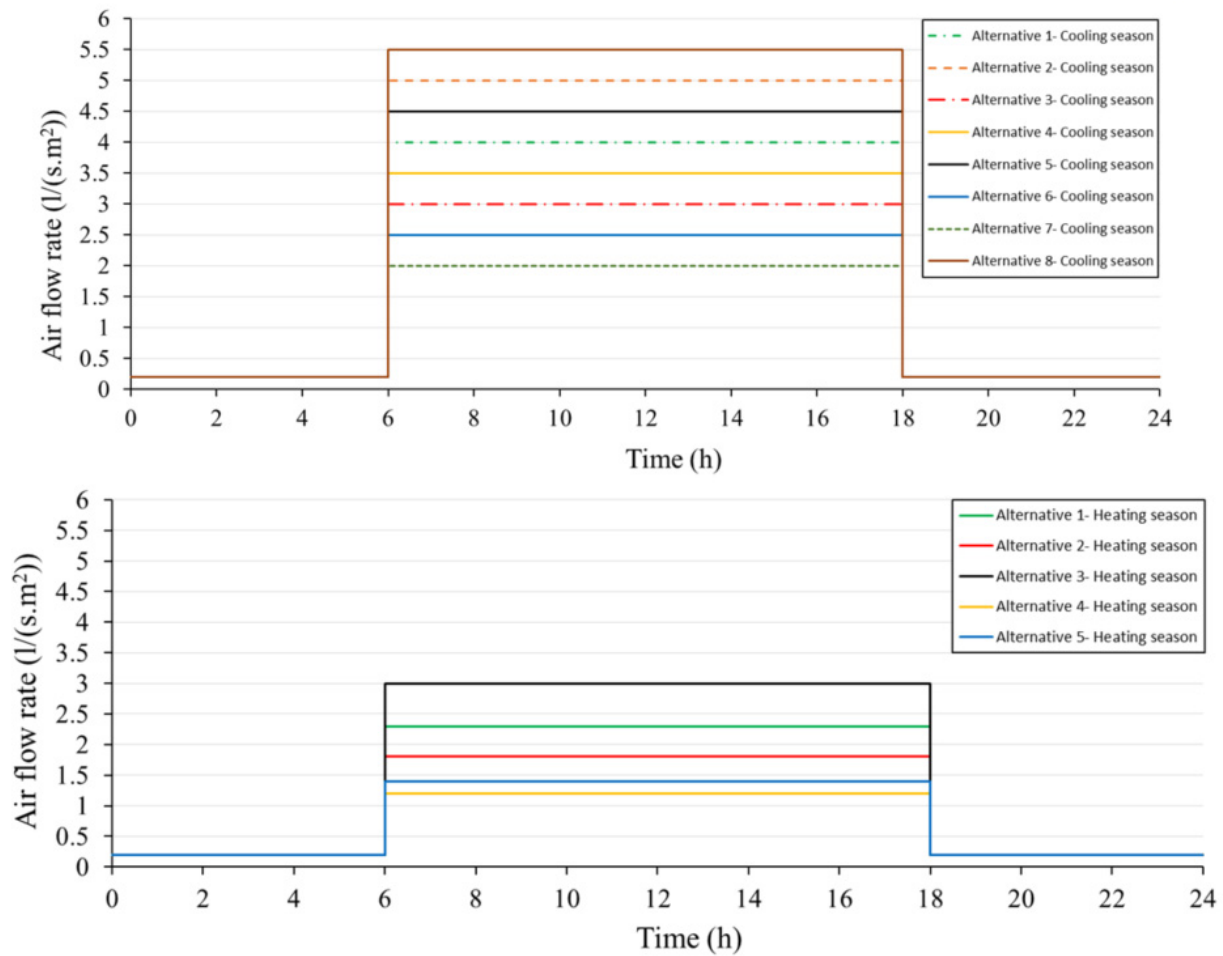 Air flow rate (l/(s.m²))
6
5.5
5
4.5
4
3.5
3
2.5
2
1.5
1
0.5
0
0 2 4 6 8 10 12 14 16 18 20 22 24
Time (h)
Alternative 1- Cooling season
Alternative 2- Cooling season
Alternative 3- Cooling season
Alternative 4- Cooling season
Alternative 5- Cooling season
Alternative 6- Cooling season
Alternative 7- Cooling season
Alternative 8- Cooling season
Air flow rate (l/(s.m²))
6
5.5
5
4.5
4
3.5
3
2.5
2
1.5
1
0.5
0
0 2 4 6 8 10 12 14 16 18 20 22 24
Time (h)
Alternative 1- Heating season
Alternative 2- Heating season
Alternative 3- Heating season
Alternative 4- Heating season
Alternative 5- Heating season